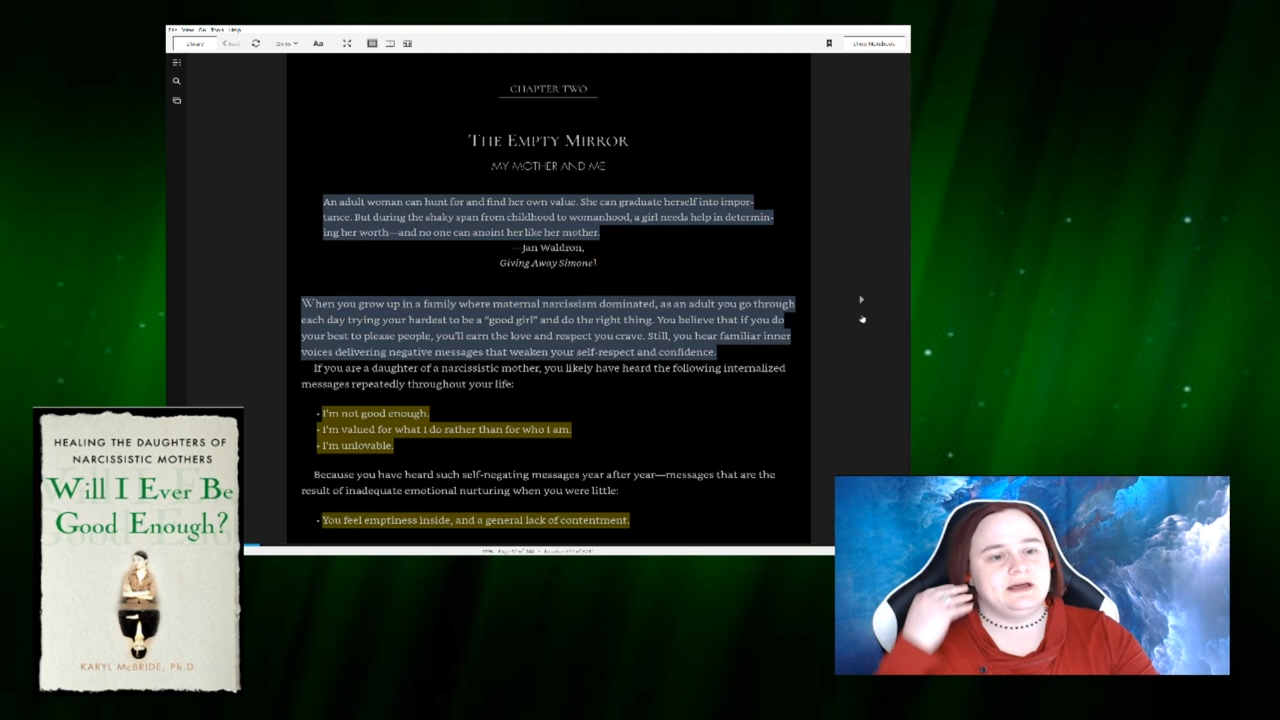 File View Go Tools Help
Library
Aa
Show Notebook
CHAPTER TWO
THE EMPTY MIRROR
MY MOTHER AND ME
An adult woman can hunt for and find her own value. She can graduate herself into impor-
tance. But during the shaky span from childhood to womanhood, a girl needs help in determin-
ing her worth—and no one can anoint her like her mother.
—Jan Waldron,
Giving Away Simone1
When you grow up in a family where maternal narcissism dominated, as an adult you go through
each day trying your hardest to be a “good girl” and do the right thing. You believe that if you do
your best to please people, you’ll earn the love and respect you crave. Still, you hear familiar inner
voices delivering negative messages that weaken your self-respect and confidence.
If you are a daughter of a narcissistic mother, you likely have heard the following internalized
messages repeatedly throughout your life:
• I’m not good enough.
• I’m valued for what I do rather than for who I am.
• I’m unlovable.
Because you have heard such self-negating messages year after year—messages that are the
result of inadequate emotional nurturing when you were little:
• You feel emptiness inside, and a general lack of contentment.
HEALING THE DAUGHTERS OF
NARCISSISTIC MOTHERS
Will I Ever Be
Good Enough?
KARYL McBRIDE, Ph.D.